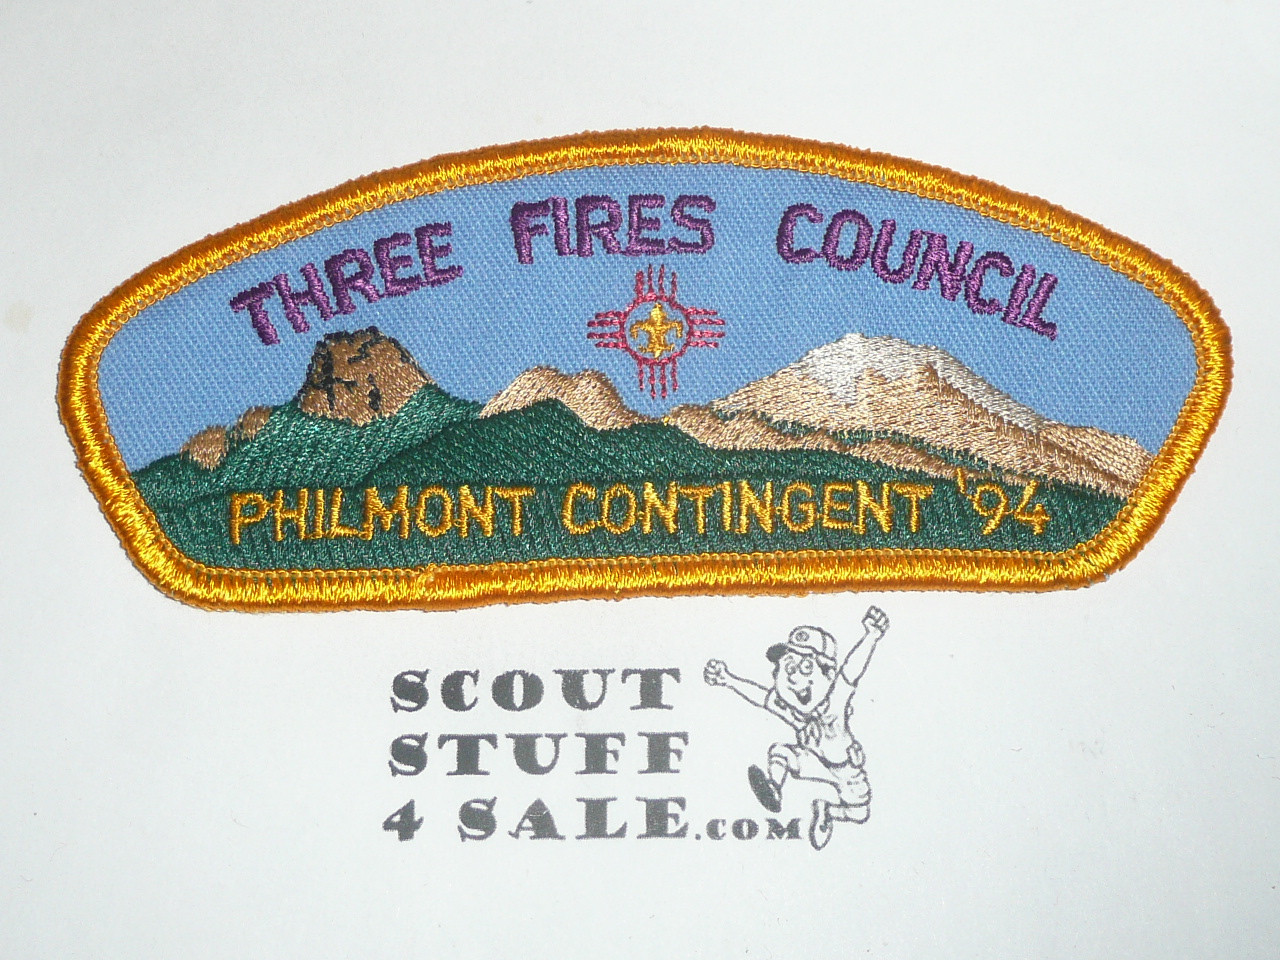 THREE FIRES COUNCIL
PHILMONT CONTINGENT '94
SCOUT
STUFF
4 SALE.COM